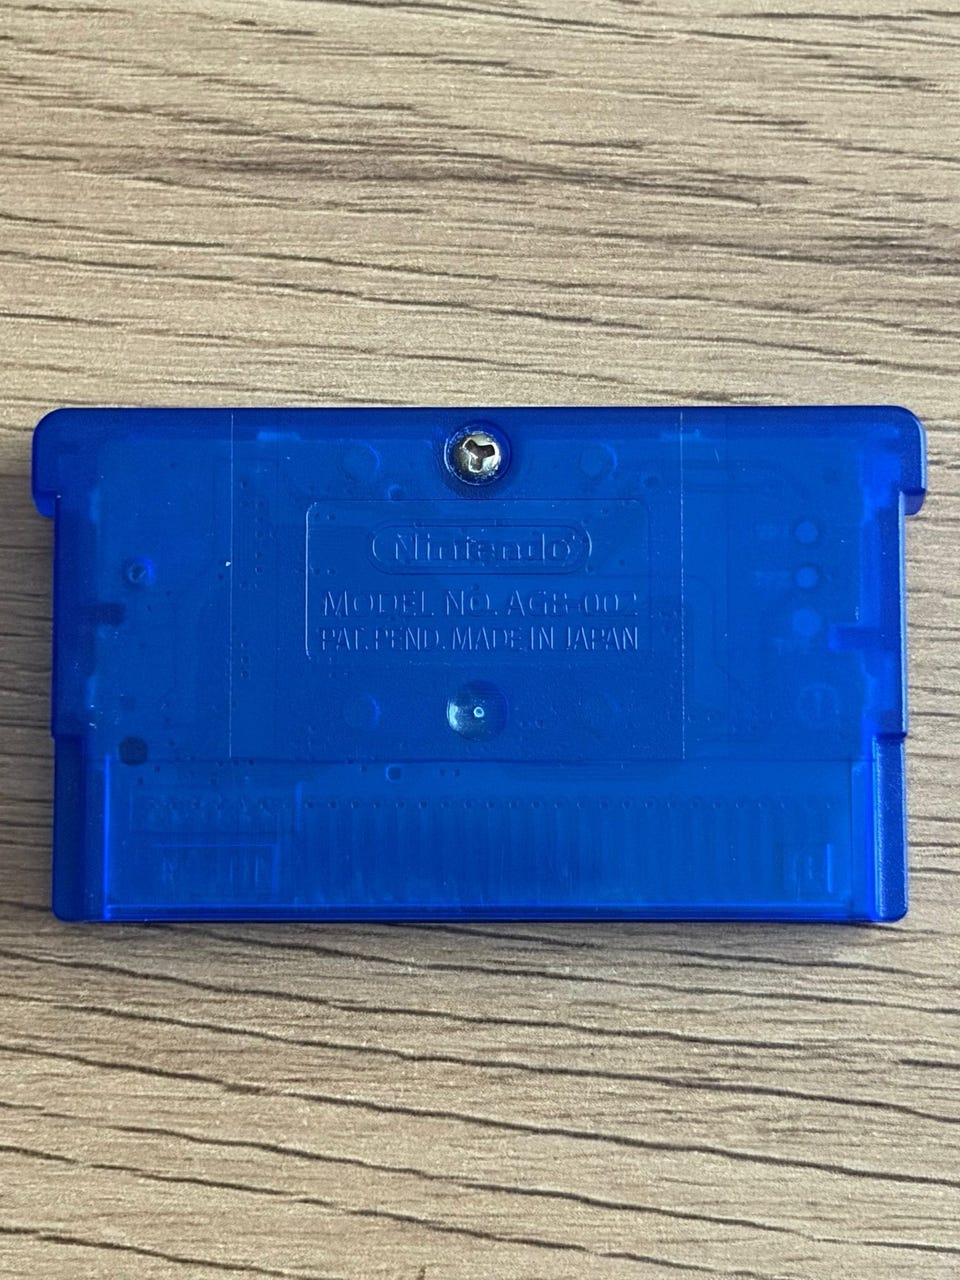 Nintendo
MODEL NO. AGB-002
PAT. PEND. MADE IN JAPAN